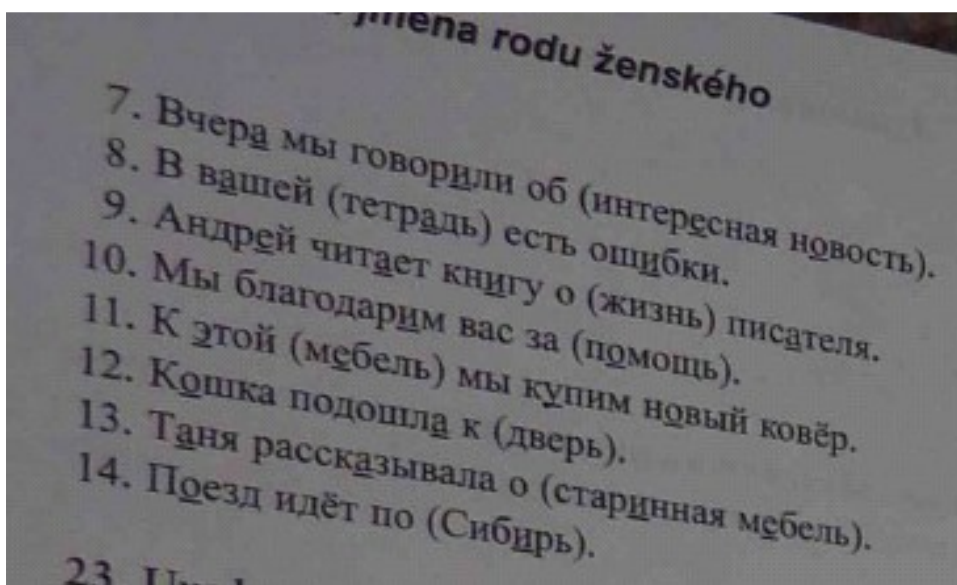 jména rodu ženského
7. Вчера мы говорили об (интересная новость).
8. В вашей (тетрадь) есть ошибки.
9. Андрей читает книгу о (жизнь) писателя.
10. Мы благодарим вас за (помощь).
11. К этой (мебель) мы купим новый ковёр.
12. Кошка подошла к (дверь).
13. Таня рассказывала о (старинная мебель).
14. Поезд идёт по (Сибирь).
23.